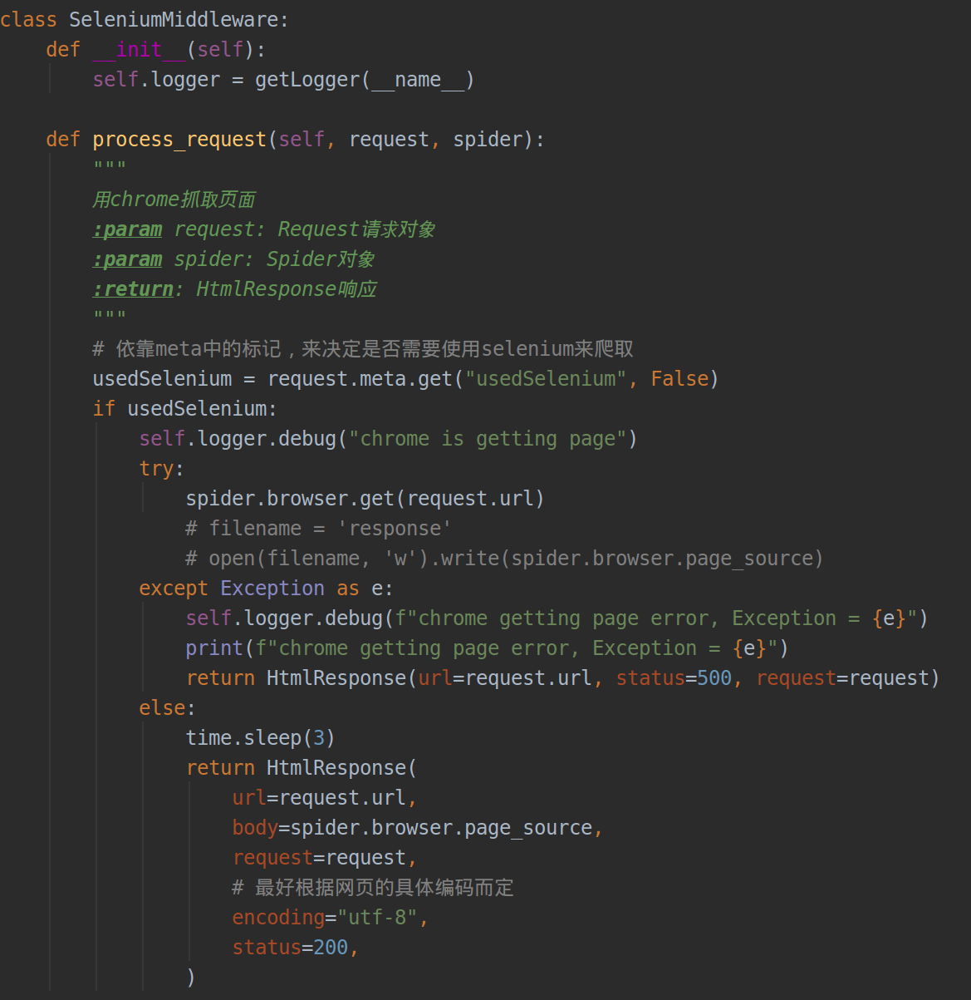 class SeleniumMiddleware:
    def __init__(self):
        self.logger = getLogger(__name__)

    def process_request(self, request, spider):
        """
        用chrome抓取页面
        :param request: Request请求对象
        :param spider: Spider对象
        :return: HtmlResponse响应
        """
        # 依靠meta中的标记，来决定是否需要使用selenium来爬取
        usedSelenium = request.meta.get("usedSelenium", False)
        if usedSelenium:
            self.logger.debug("chrome is getting page")
            try:
                spider.browser.get(request.url)
                # filename = 'response'
                # open(filename, 'w').write(spider.browser.page_source)
            except Exception as e:
                self.logger.debug(f"chrome getting page error, Exception = {e}")
                print(f"chrome getting page error, Exception = {e}")
                return HtmlResponse(url=request.url, status=500, request=request)
            else:
                time.sleep(3)
                return HtmlResponse(
                    url=request.url,
                    body=spider.browser.page_source,
                    request=request,
                    # 最好根据网页的具体编码而定
                    encoding="utf-8",
                    status=200,
                )